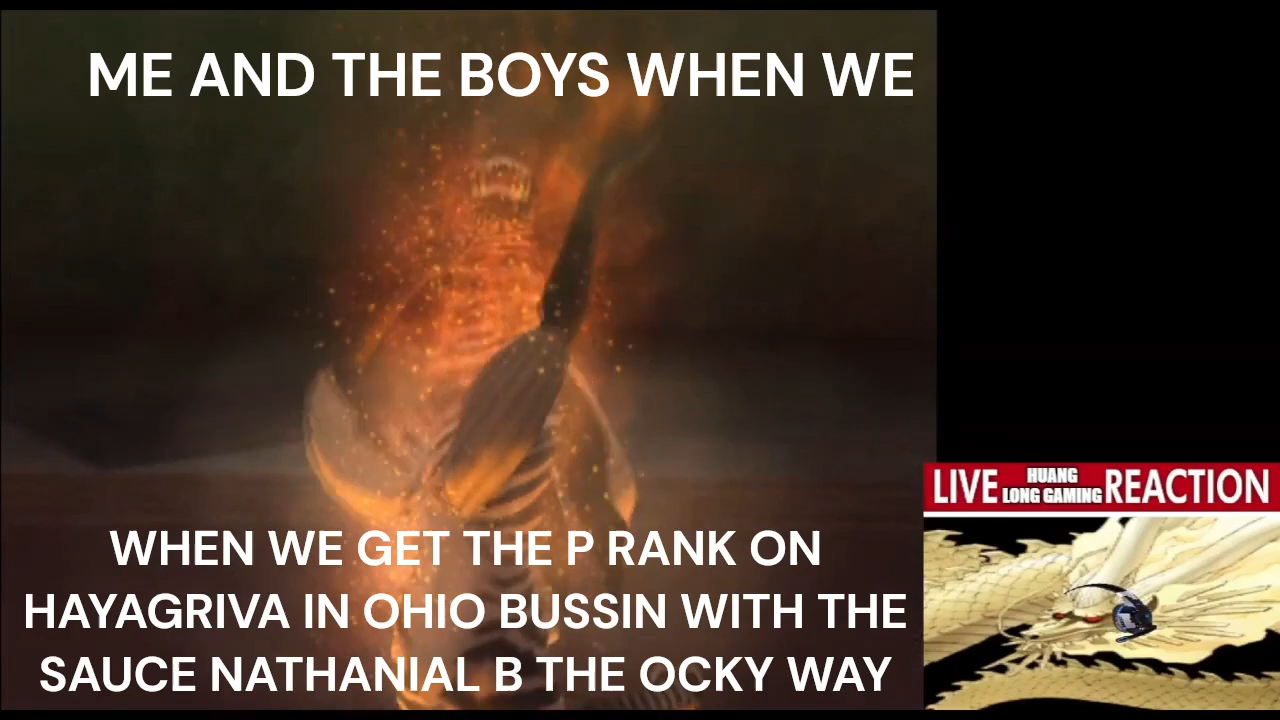 ME AND THE BOYS WHEN WE
WHEN WE GET THE P RANK ON
HAYAGRIVA IN OHIO BUSSIN WITH THE
SAUCE NATHANIAL B THE OCKY WAY
LIVE HUANG LONG GAMING REACTION